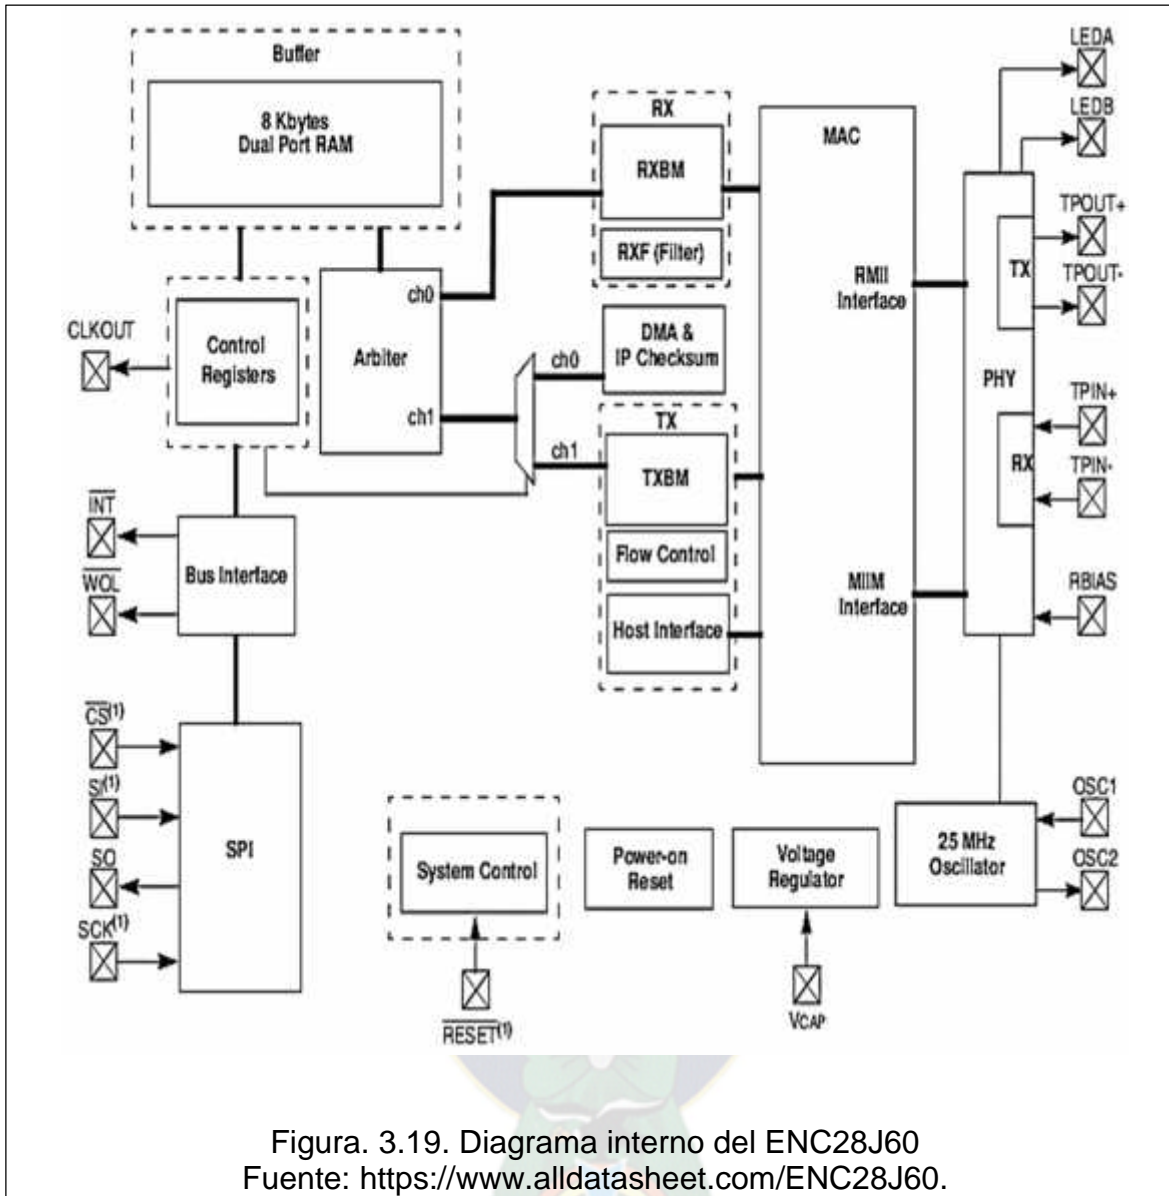 Buffer
8 Kbytes
Dual Port RAM
LEDA
LEDB
RX
RXBM
RXF (Filter)
MAC
TPOUT+
TPOUT-
TX
RMII
Interface
CLKOUT
Control
Registers
ch0
Arbiter
ch1
ch0
ch1
DMA &
IP Checksum
TX
TXBM
Flow Control
Host Interface
PHY
TPIN+
RX
TPIN-
MIIM
Interface
RBIAS
INT
WOL
Bus Interface
CS(1)
SI(1)
SO
SCK(1)
SPI
System Control
RESET(1)
Power-on
Reset
Voltage
Regulator
VCAP
25 MHz
Oscillator
OSC1
OSC2
Figura. 3.19. Diagrama interno del ENC28J60
Fuente: https://www.alldatasheet.com/ENC28J60.